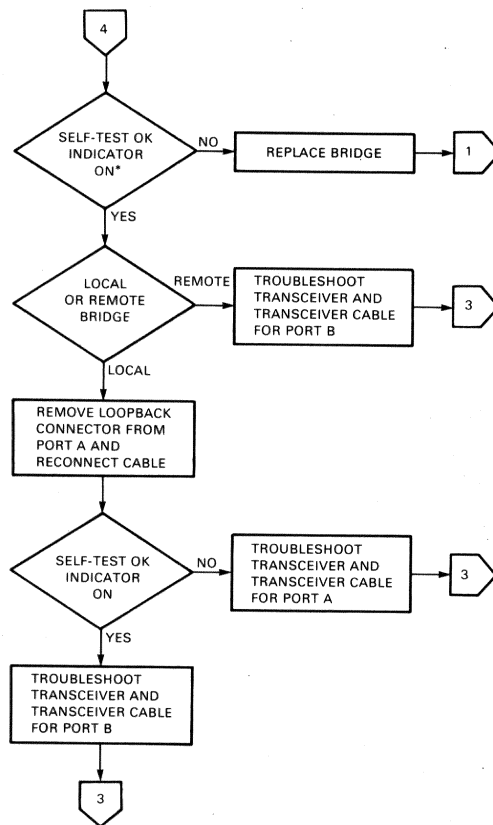 4
SELF-TEST OK
INDICATOR
ON*
NO
REPLACE BRIDGE
1
YES
LOCAL
OR REMOTE
BRIDGE
REMOTE
TROUBLESHOOT
TRANSCEIVER AND
TRANSCEIVER CABLE
FOR PORT B
3
LOCAL
REMOVE LOOPBACK
CONNECTOR FROM
PORT A AND
RECONNECT CABLE
SELF-TEST OK
INDICATOR
ON
NO
TROUBLESHOOT
TRANSCEIVER AND
TRANSCEIVER CABLE
FOR PORT A
3
YES
TROUBLESHOOT
TRANSCEIVER AND
TRANSCEIVER CABLE
FOR PORT B
3